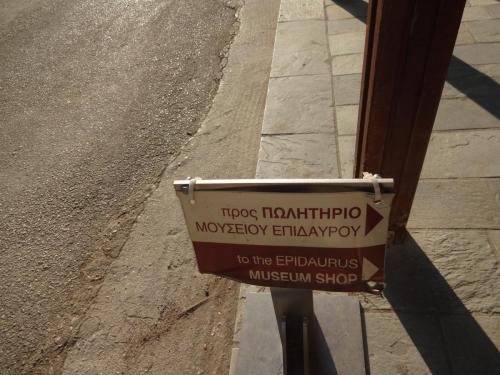 προς ΠΩΛΗΤΗΡΙΟ
ΜΟΥΣΕΙΟΥ ΕΠΙΔΑΥΡΟΥ
to the EPIDAURUS
MUSEUM SHOP